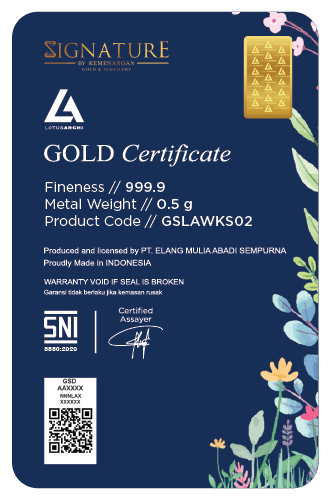 SIGNATURE
BY KEMENANGAN
GOLD & JEWELLERY
LOTUSARCHI
GOLD Certificate
Fineness // 999.9
Metal Weight // 0.5 g
Product Code // GSLAWKS02
Produced and licensed by PT. ELANG MULIA ABADI SEMPURNA
Proudly Made in INDONESIA
WARRANTY VOID IF SEAL IS BROKEN
Garansi tidak berlaku jika kemasan rusak
SNI
8880:2020
Certified
Assayer
GSD
AAXXXX
NNNLAX
XXXXXX